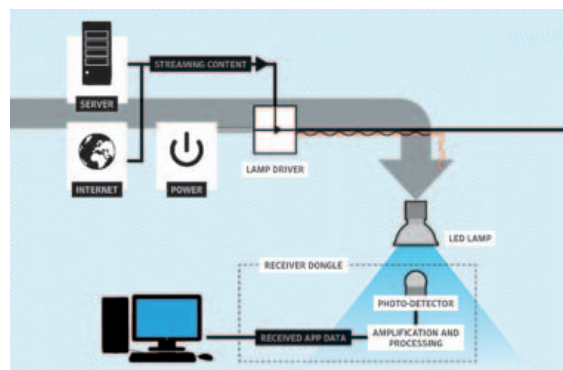 STREAMING CONTENT
SERVER
INTERNET
POWER
LAMP DRIVER
LED LAMP
RECEIVER DONGLE
PHOTO-DETECTOR
RECEIVED APP DATA
AMPLIFICATION AND
PROCESSING